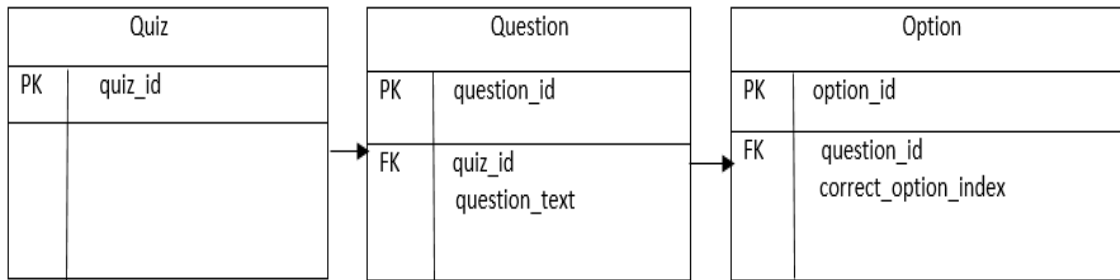 Quiz
PK quiz_id
Question
PK question_id
FK quiz_id
question_text
Option
PK option_id
FK question_id
correct_option_index